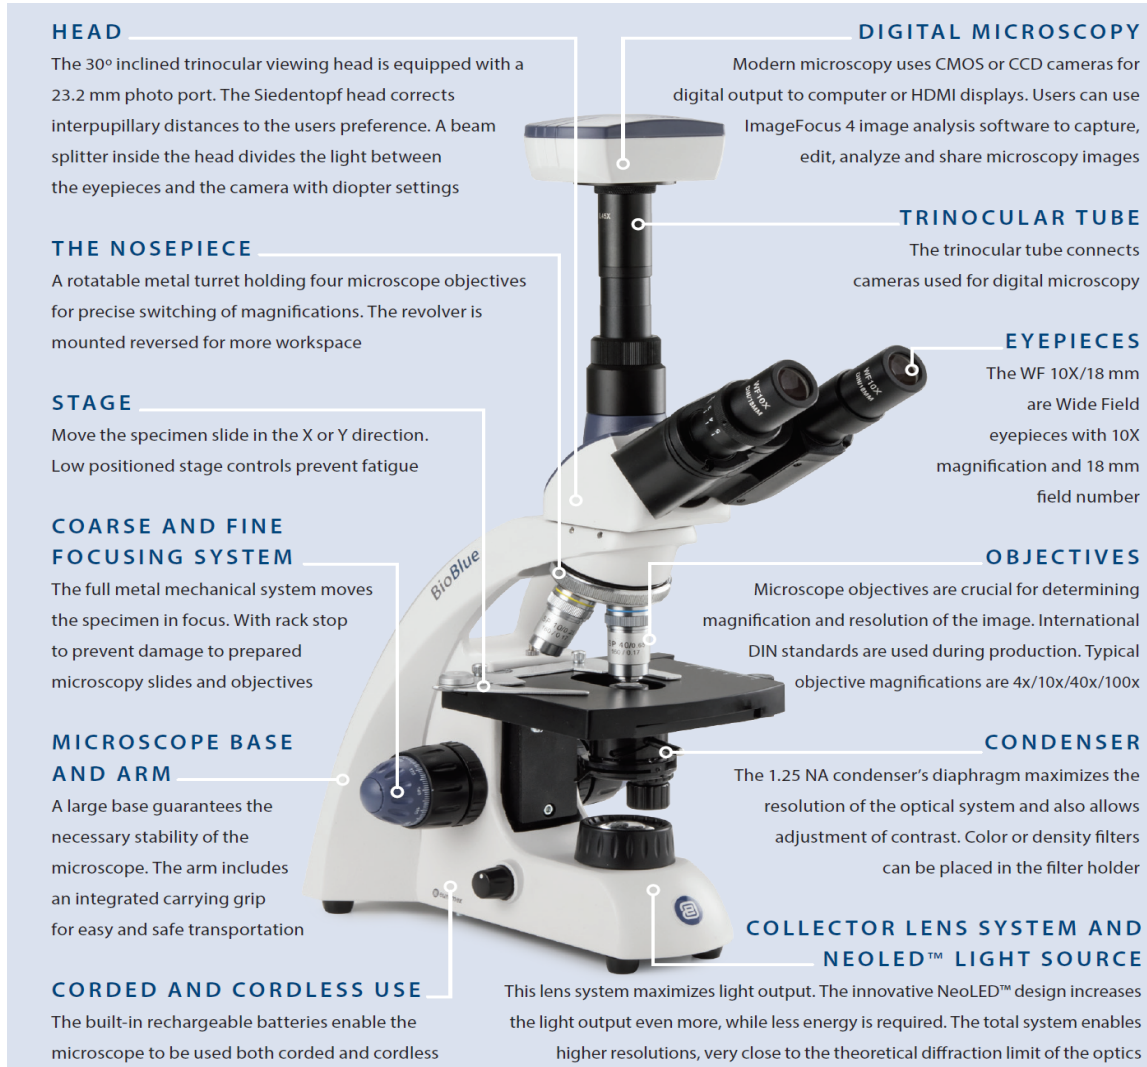 HEAD
The 30º inclined trinocular viewing head is equipped with a
23.2 mm photo port. The Siedentopf head corrects
interpupillary distances to the users preference. A beam
splitter inside the head divides the light between
the eyepieces and the camera with diopter settings
THE NOSEPIECE
A rotatable metal turret holding four microscope objectives
for precise switching of magnifications. The revolver is
mounted reversed for more workspace
STAGE
Move the specimen slide in the X or Y direction.
Low positioned stage controls prevent fatigue
COARSE AND FINE
FOCUSING SYSTEM
The full metal mechanical system moves
the specimen in focus. With rack stop
to prevent damage to prepared
microscopy slides and objectives
MICROSCOPE BASE
AND ARM
A large base guarantees the
necessary stability of the
microscope. The arm includes
an integrated carrying grip
for easy and safe transportation
CORDED AND CORDLESS USE
The built-in rechargeable batteries enable the
microscope to be used both corded and cordless
DIGITAL MICROSCOPY
Modern microscopy uses CMOS or CCD cameras for
digital output to computer or HDMI displays. Users can use
ImageFocus 4 image analysis software to capture,
edit, analyze and share microscopy images
TRINOCULAR TUBE
The trinocular tube connects
cameras used for digital microscopy
EYEPIECES
The WF 10X/18 mm
are Wide Field
eyepieces with 10X
magnification and 18 mm
field number
OBJECTIVES
Microscope objectives are crucial for determining
magnification and resolution of the image. International
DIN standards are used during production. Typical
objective magnifications are 4x/10x/40x/100x
CONDENSER
The 1.25 NA condenser’s diaphragm maximizes the
resolution of the optical system and also allows
adjustment of contrast. Color or density filters
can be placed in the filter holder
COLLECTOR LENS SYSTEM AND
NEOLED™ LIGHT SOURCE
This lens system maximizes light output. The innovative NeoLED™ design increases
the light output even more, while less energy is required. The total system enables
higher resolutions, very close to the theoretical diffraction limit of the optics
WF10X
DIN/18MM
WF10X
DIN/18MM
BioBlue